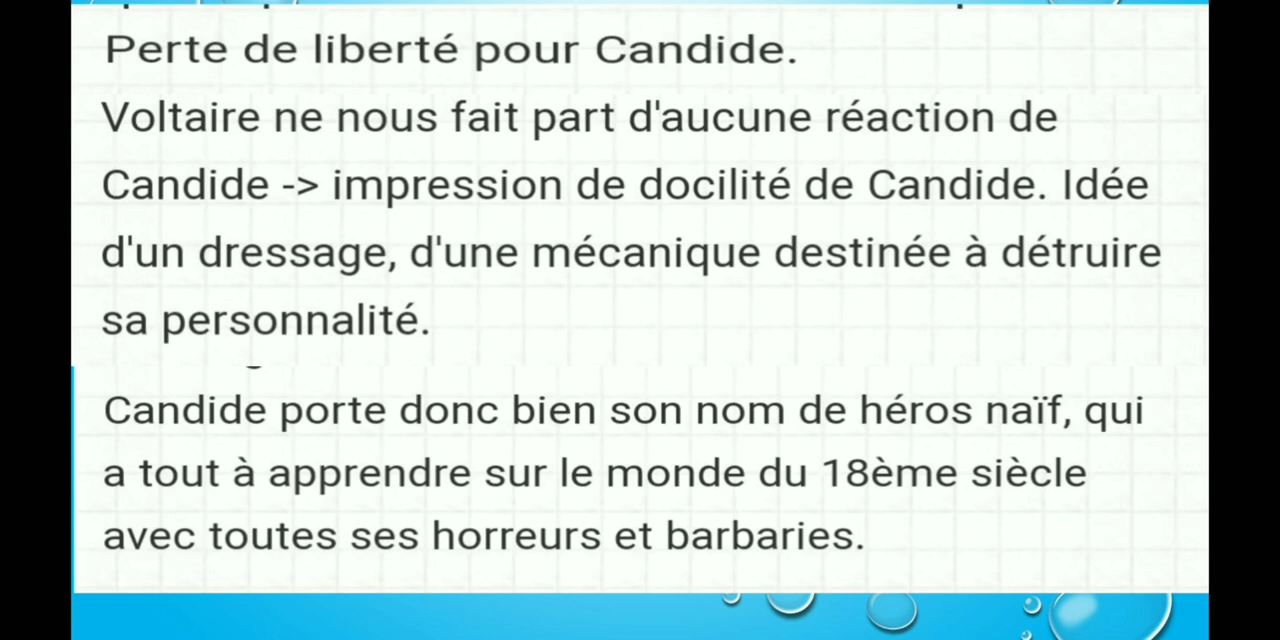 Perte de liberté pour Candide.
Voltaire ne nous fait part d'aucune réaction de
Candide -> impression de docilité de Candide. Idée
d'un dressage, d'une mécanique destinée à détruire
sa personnalité.
Candide porte donc bien son nom de héros naïf, qui
a tout à apprendre sur le monde du 18ème siècle
avec toutes ses horreurs et barbaries.